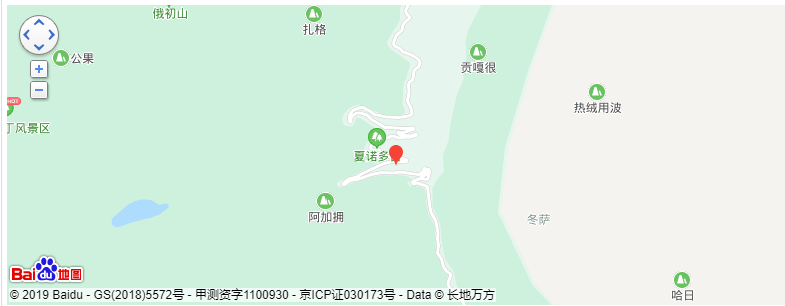 俄初山
扎格
公果
贡嘎很
HOT
热绒用波
丁风景区
夏诺多
阿加拥
冬萨
哈日
Bai du 地图
© 2019 Baidu - GS(2018)5572号 - 甲测资字1100930 - 京ICP证030173号 - Data © 长地万方